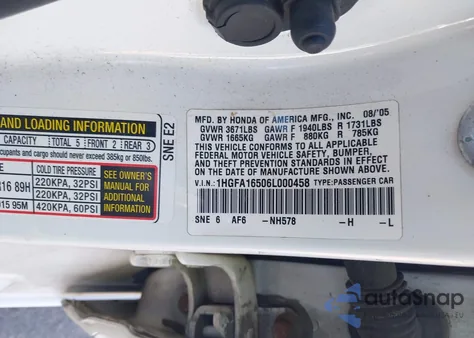 AND LOADING INFORMATION
CAPACITY TOTAL 5 FRONT 2 REAR 3
cupants and cargo should never exceed 385kg or 850lbs.
E COLD TIRE PRESSURE
R16 89H 220KPA, 32PSI
220KPA, 32PSI
D15 95M 420KPA, 60PSI
SEE OWNER'S
MANUAL FOR
ADDITIONAL
INFORMATION
SNE E2
MFD. BY HONDA OF AMERICA MFG., INC. 08/'05
GVWR 3671LBS GAWR F 1940LBS R 1731LBS
GVWR 1665KG GAWR F 880KG R 785KG
THIS VEHICLE CONFORMS TO ALL APPLICABLE
FEDERAL MOTOR VEHICLE SAFETY, BUMPER,
AND THEFT PREVENTION STANDARDS IN EFFECT
ON THE DATE OF MANUFACTURE SHOWN ABOVE.
V.I.N: 1HGFA16506L000458 TYPE:PASSENGER CAR
SNE 6 AF6 -NH578 -H -L
autoSnap